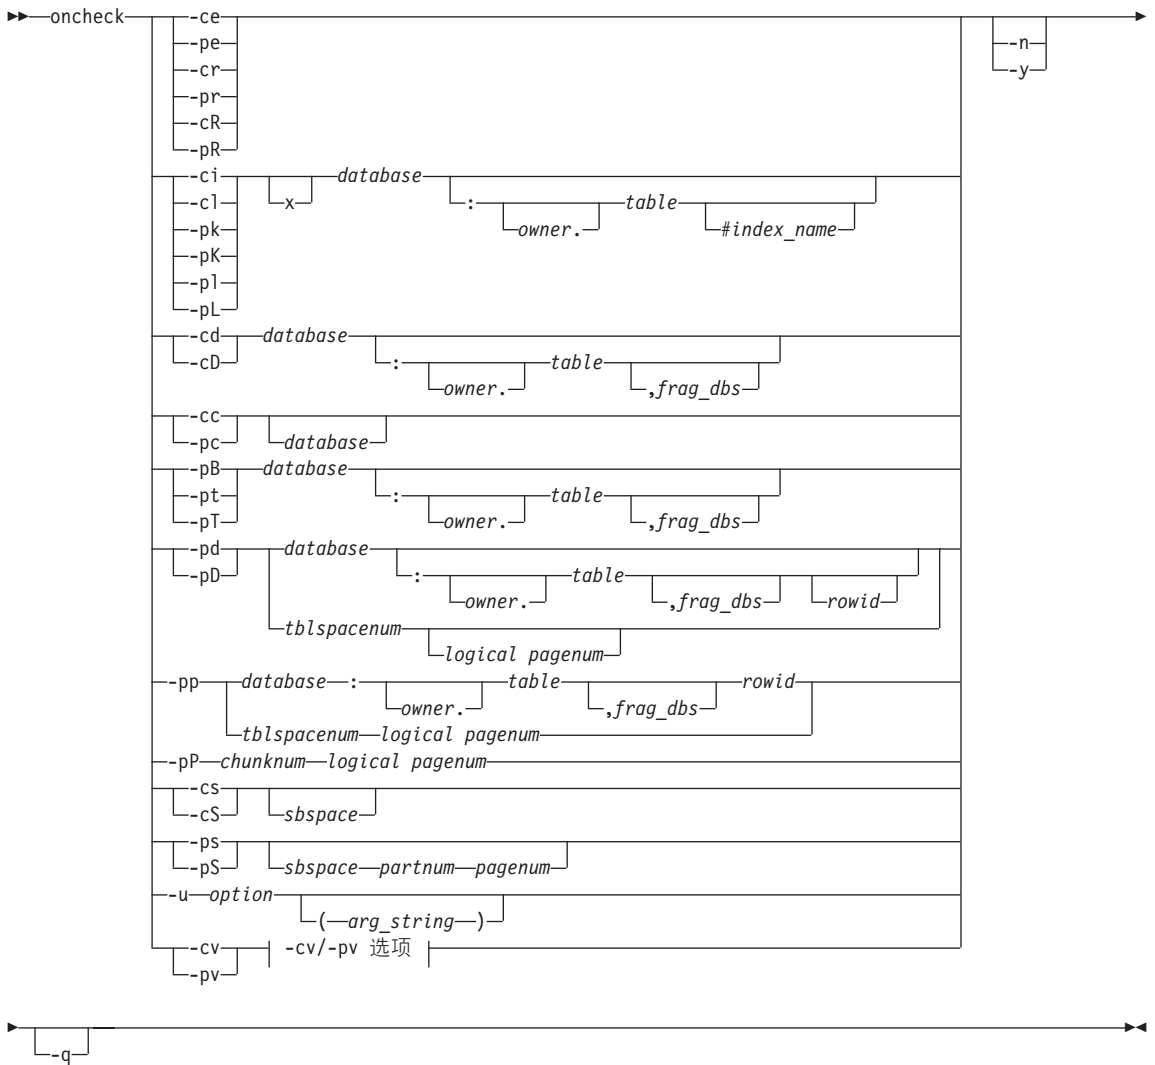 oncheck -ce -n
-pe -y
-cr
-pr
-cR
-pR
-ci database
-cl x : table
-pk owner. #index_name
-pK
-pl
-pL
-cd database
-cD : table
owner. ,frag_dbs
-cc
-pc database
-pB database
-pt : table
-pT owner. ,frag_dbs
-pd database
-pD : table
owner. ,frag_dbs rowid
tblspacenum
logical pagenum
-pp database : table rowid
owner. ,frag_dbs
tblspacenum logical pagenum
-pP chunknum logical pagenum
-cs
-cS sbspace
-ps
-pS sbspace partnum pagenum
-u option
( arg_string )
-cv -cv/-pv 选项
-pv
-q